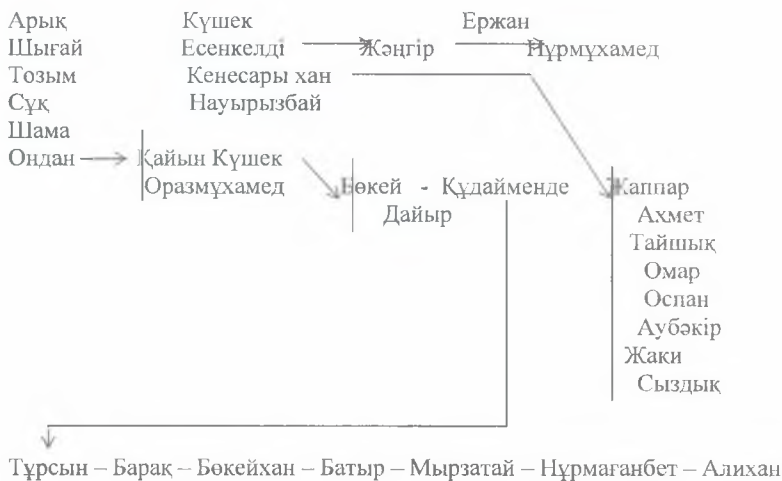 Арық Күшек Ержан
Шығай Есенкелді Жәңгір Нұрмұхамед
Тозым Кенесары хан
Сұқ Науырызбай
Шама
Ондан Қайын Күшек
Оразмұхамед Бөкей - Құдайменде Жаппар
Дайыр Ахмет
Тайшық
Омар
Оспан
Аубәкір
Жаки
Сыздық
Тұрсын – Барақ – Бөкейхан – Батыр – Мырзатай – Нұрмағанбет – Алихан